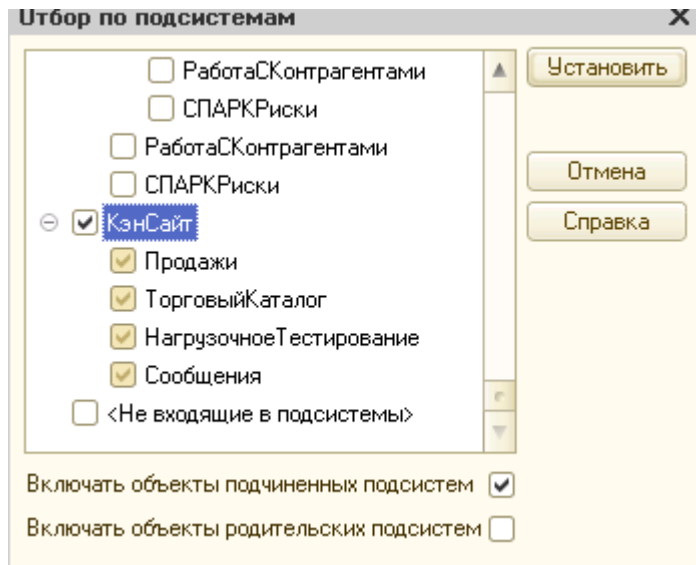 Отбор по подсистемам
РаботаСКонтрагентами
Установить
СПАРКРиски
РаботаСКонтрагентами
Отмена
СПАРКРиски
КэнСайт
Справка
Продажи
ТорговыйКаталог
НагрузочноеТестирование
Сообщения
<Не входящие в подсистемы>
Включать объекты подчиненных подсистем
Включать объекты родительских подсистем